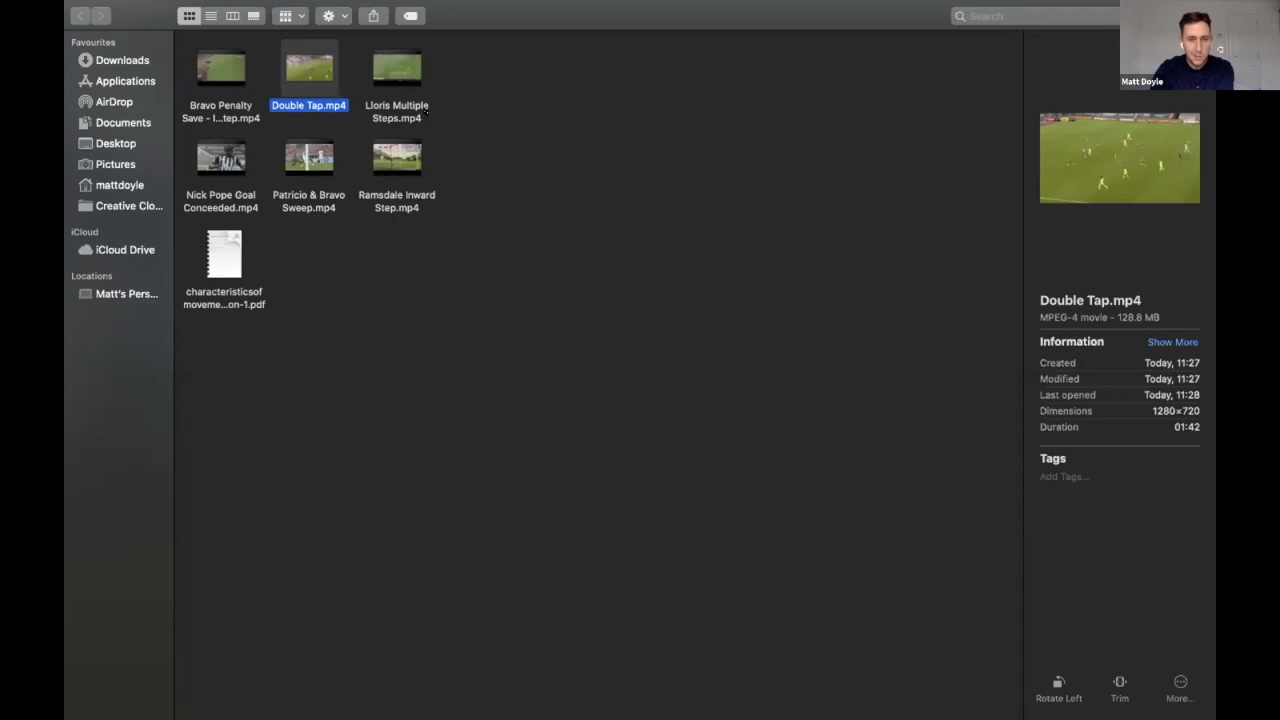 Search
Matt Doyle
Favourites
Downloads
Applications
AirDrop
Documents
Desktop
Pictures
mattdoyle
Creative Clo...
iCloud
iCloud Drive
Locations
Matt's Pers...
Bravo Penalty
Save - I...tep.mp4
Double Tap.mp4
Lloris Multiple
Steps.mp4
Nick Pope Goal
Conceded.mp4
Patricio & Bravo
Sweep.mp4
Ramsdale Inward
Step.mp4
characteristicsof
moveme...on-1.pdf
Double Tap.mp4
MPEG-4 movie - 128.8 MB
Information Show More
Created Today, 11:27
Modified Today, 11:27
Last opened Today, 11:28
Dimensions 1280×720
Duration 01:42
Tags
Add Tags...
Rotate Left Trim More...